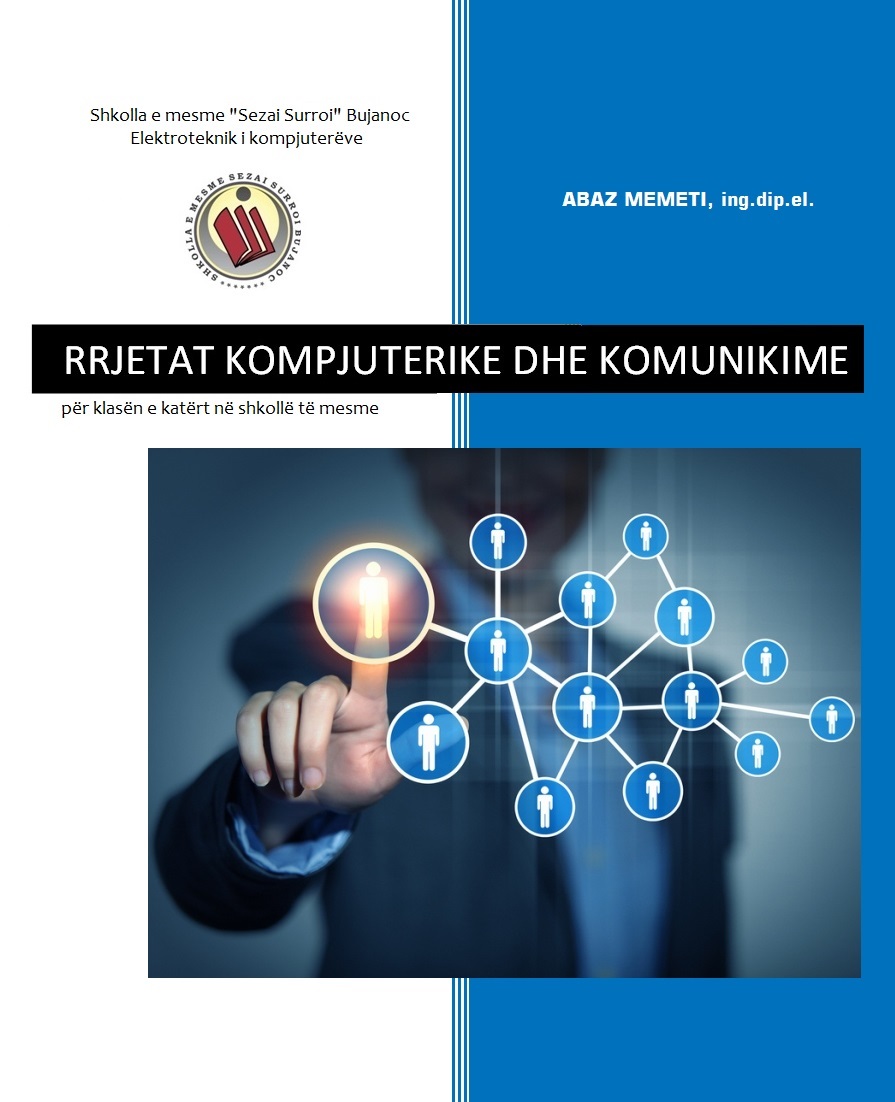 Shkolla e mesme "Sezai Surroi" Bujanoc
Elektroteknik i kompjuterëve
SHKOLLA E MESME SEZAI SURROI BUJANOC
ABAZ MEMETI, ing.dip.el.
RRJETAT KOMPJUTERIKE DHE KOMUNIKIME
për klasën e katërt në shkollë të mesme